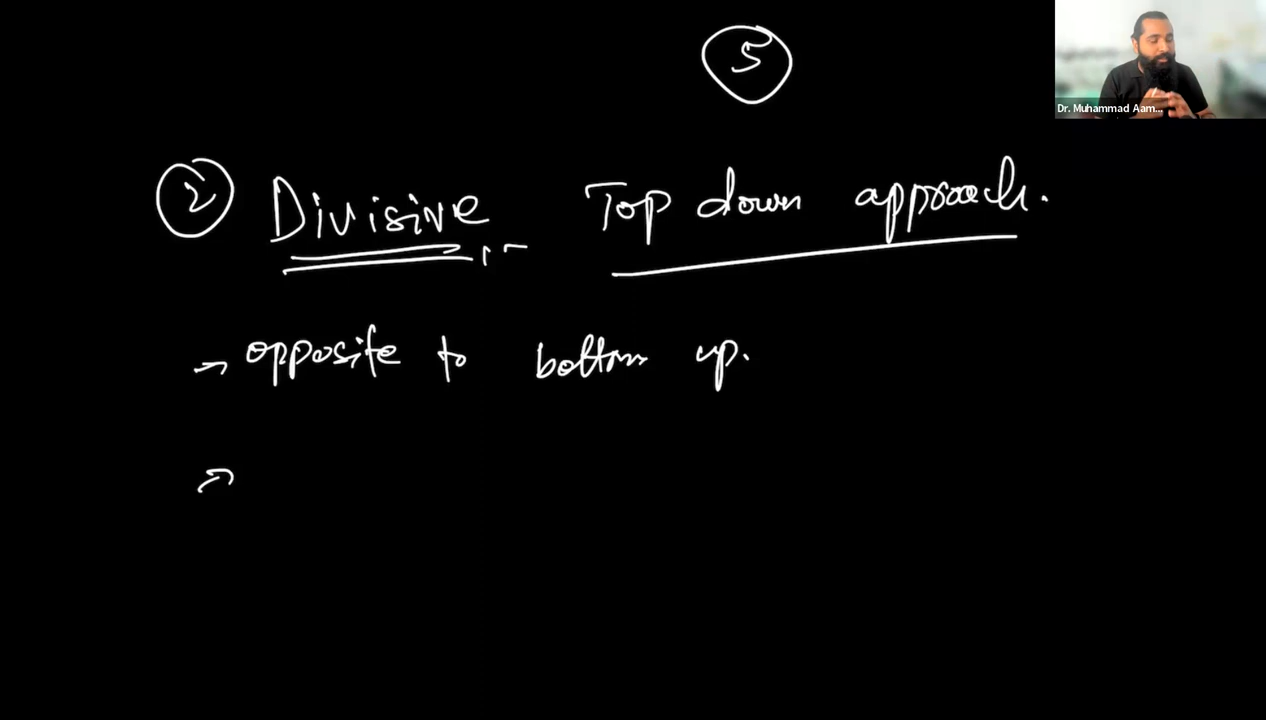 5
Dr. Muhammad Aam...
2 Divisive Top down approach.
→ opposite to bottom up.
→